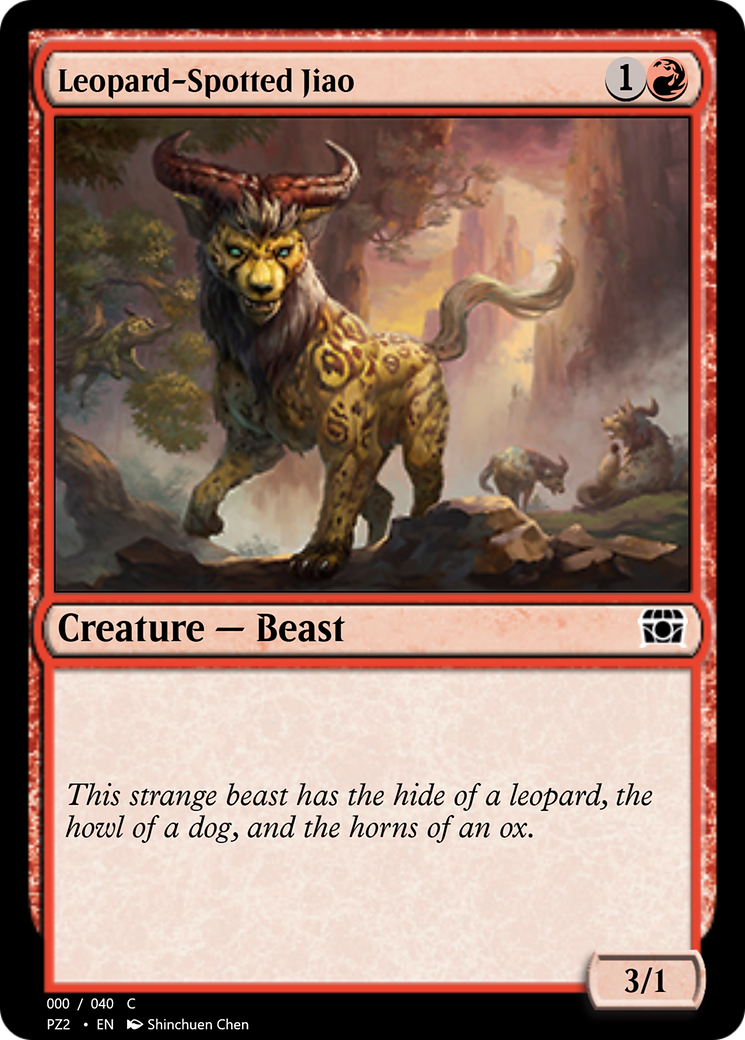 Leopard-Spotted Jiao 1
Creature — Beast
This strange beast has the hide of a leopard, the
howl of a dog, and the horns of an ox.
3/1
000 / 040 C
PZ2 • EN Shinchuen Chen